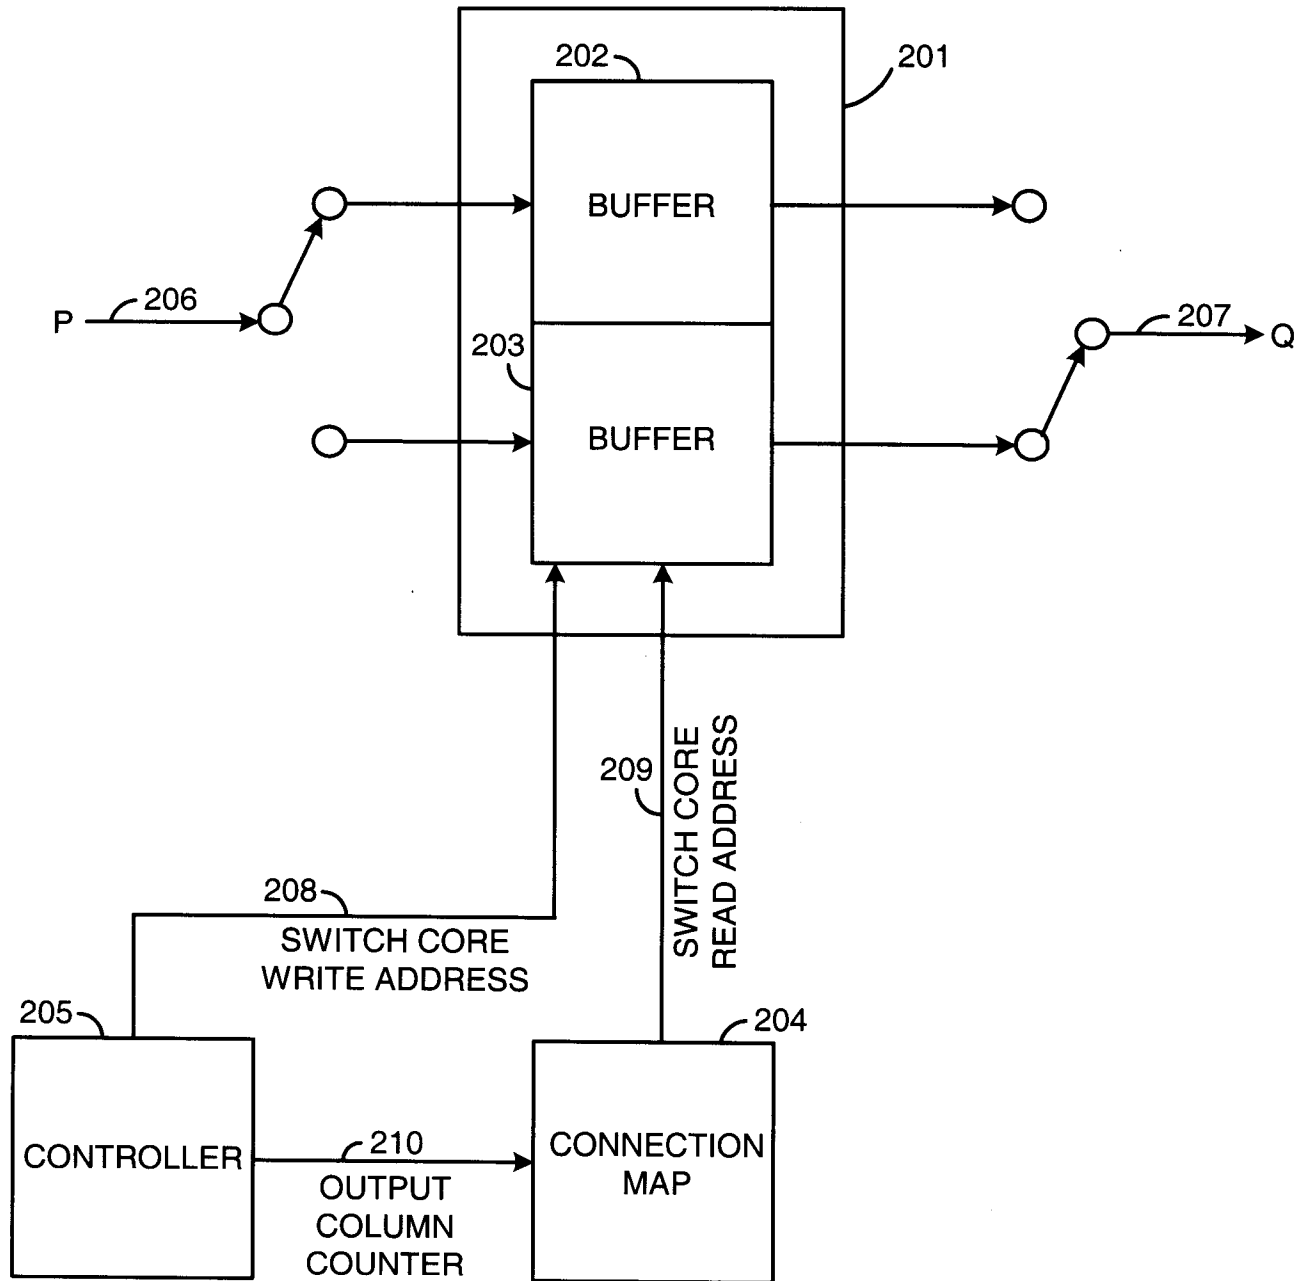 202
201
BUFFER
P
206
203
207
Q
BUFFER
209
SWITCH CORE
READ ADDRESS
208
SWITCH CORE
WRITE ADDRESS
205
204
CONTROLLER
210
OUTPUT
COLUMN
COUNTER
CONNECTION
MAP